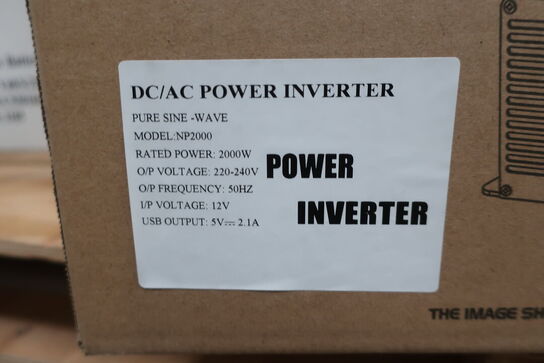 DC/AC POWER INVERTER
PURE SINE -WAVE
MODEL:NP2000
RATED POWER: 2000W
O/P VOLTAGE: 220-240V
O/P FREQUENCY: 50HZ
I/P VOLTAGE: 12V
USB OUTPUT: 5V⎓ 2.1A
POWER
INVERTER
THE IMAGE